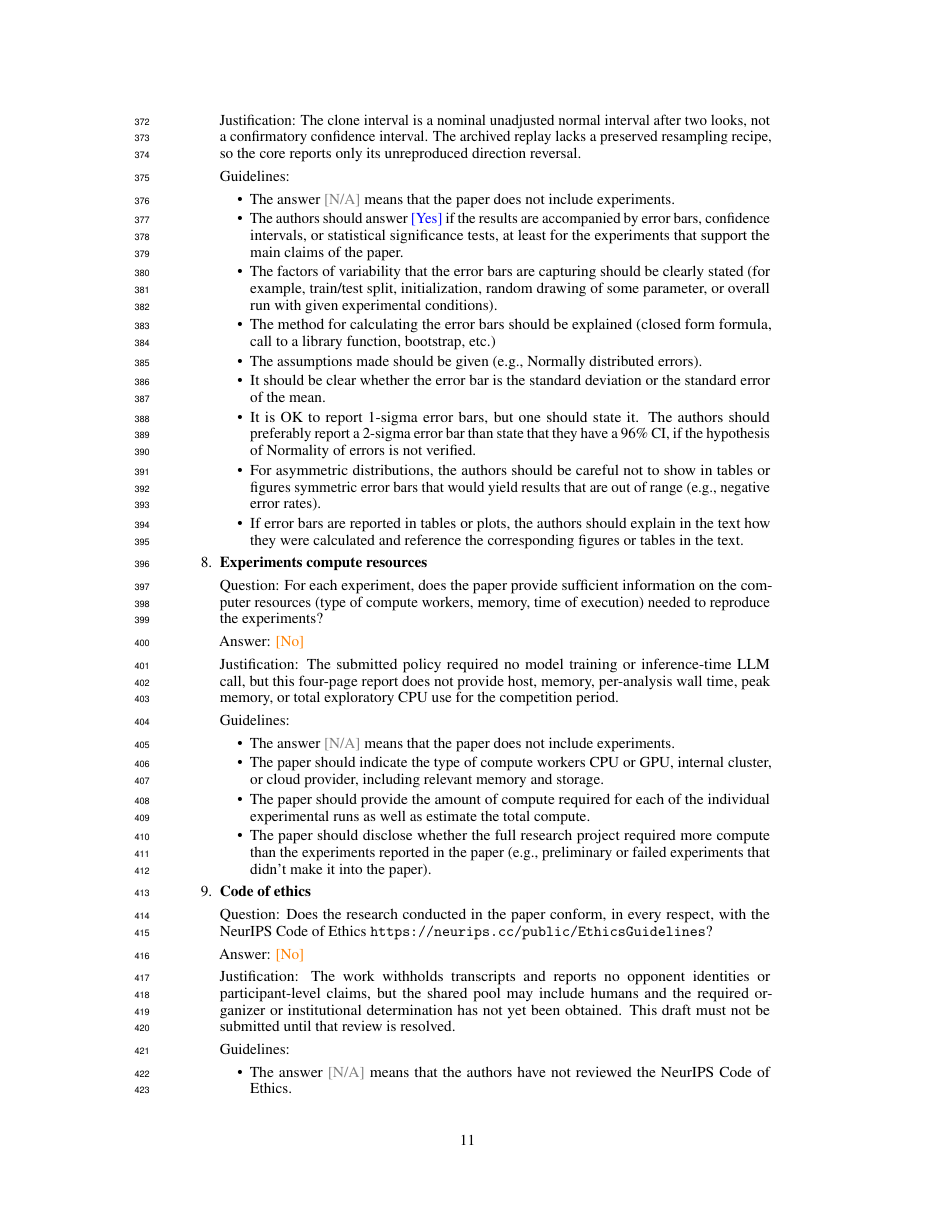 372 Justification: The clone interval is a nominal unadjusted normal interval after two looks, not
373 a confirmatory confidence interval. The archived replay lacks a preserved resampling recipe,
374 so the core reports only its unreproduced direction reversal.
375 Guidelines:
376 • The answer [N/A] means that the paper does not include experiments.
377 • The authors should answer [Yes] if the results are accompanied by error bars, confidence
378 intervals, or statistical significance tests, at least for the experiments that support the
379 main claims of the paper.
380 • The factors of variability that the error bars are capturing should be clearly stated (for
381 example, train/test split, initialization, random drawing of some parameter, or overall
382 run with given experimental conditions).
383 • The method for calculating the error bars should be explained (closed form formula,
384 call to a library function, bootstrap, etc.)
385 • The assumptions made should be given (e.g., Normally distributed errors).
386 • It should be clear whether the error bar is the standard deviation or the standard error
387 of the mean.
388 • It is OK to report 1-sigma error bars, but one should state it. The authors should
389 preferably report a 2-sigma error bar than state that they have a 96% CI, if the hypothesis
390 of Normality of errors is not verified.
391 • For asymmetric distributions, the authors should be careful not to show in tables or
392 figures symmetric error bars that would yield results that are out of range (e.g., negative
393 error rates).
394 • If error bars are reported in tables or plots, the authors should explain in the text how
395 they were calculated and reference the corresponding figures or tables in the text.
396 8. Experiments compute resources
397 Question: For each experiment, does the paper provide sufficient information on the com-
398 puter resources (type of compute workers, memory, time of execution) needed to reproduce
399 the experiments?
400 Answer: [No]
401 Justification: The submitted policy required no model training or inference-time LLM
402 call, but this four-page report does not provide host, memory, per-analysis wall time, peak
403 memory, or total exploratory CPU use for the competition period.
404 Guidelines:
405 • The answer [N/A] means that the paper does not include experiments.
406 • The paper should indicate the type of compute workers CPU or GPU, internal cluster,
407 or cloud provider, including relevant memory and storage.
408 • The paper should provide the amount of compute required for each of the individual
409 experimental runs as well as estimate the total compute.
410 • The paper should disclose whether the full research project required more compute
411 than the experiments reported in the paper (e.g., preliminary or failed experiments that
412 didn't make it into the paper).
413 9. Code of ethics
414 Question: Does the research conducted in the paper conform, in every respect, with the
415 NeurIPS Code of Ethics https://neurips.cc/public/EthicsGuidelines?
416 Answer: [No]
417 Justification: The work withholds transcripts and reports no opponent identities or
418 participant-level claims, but the shared pool may include humans and the required or-
419 ganizer or institutional determination has not yet been obtained. This draft must not be
420 submitted until that review is resolved.
421 Guidelines:
422 • The answer [N/A] means that the authors have not reviewed the NeurIPS Code of
423 Ethics.
11